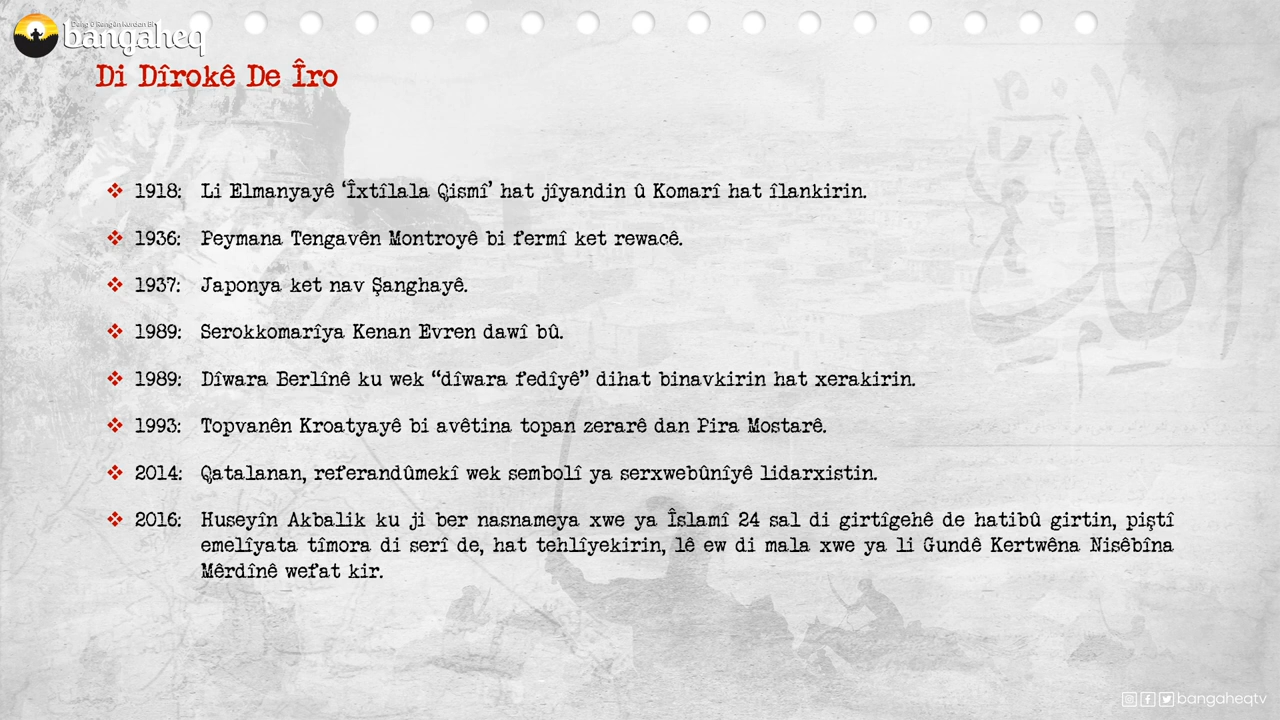 Deng û Rengên Kurdan Bi
bangaheq
Di Dîrokê De Îro
❖ 1918: Li Elmanyayê ‘Îxtîlala Qismî’ hat jîyandin û Komarî hat îlankirin.
❖ 1936: Peymana Tengavên Montroyê bi fermî ket rewacê.
❖ 1937: Japonya ket nav Şanghayê.
❖ 1989: Serokkomarîya Kenan Evren dawî bû.
❖ 1989: Dîwara Berlînê ku wek “dîwara fedîyê” dihat binavkirin hat xerakirin.
❖ 1993: Topvanên Kroatyayê bi avêtina topan zerarê dan Pira Mostarê.
❖ 2014: Qatalanan, referandûmekî wek sembolî ya serxwebûnîyê lidarxistin.
❖ 2016: Huseyîn Akbalik ku ji ber nasnameya xwe ya Îslamî 24 sal di girtîgehê de hatibû girtin, piştî
emelîyata tîmora di serî de, hat tehlîyekirin, lê ew di mala xwe ya li Gundê Kertwêna Nisêbîna
Mêrdînê wefat kir.
bangaheqtv